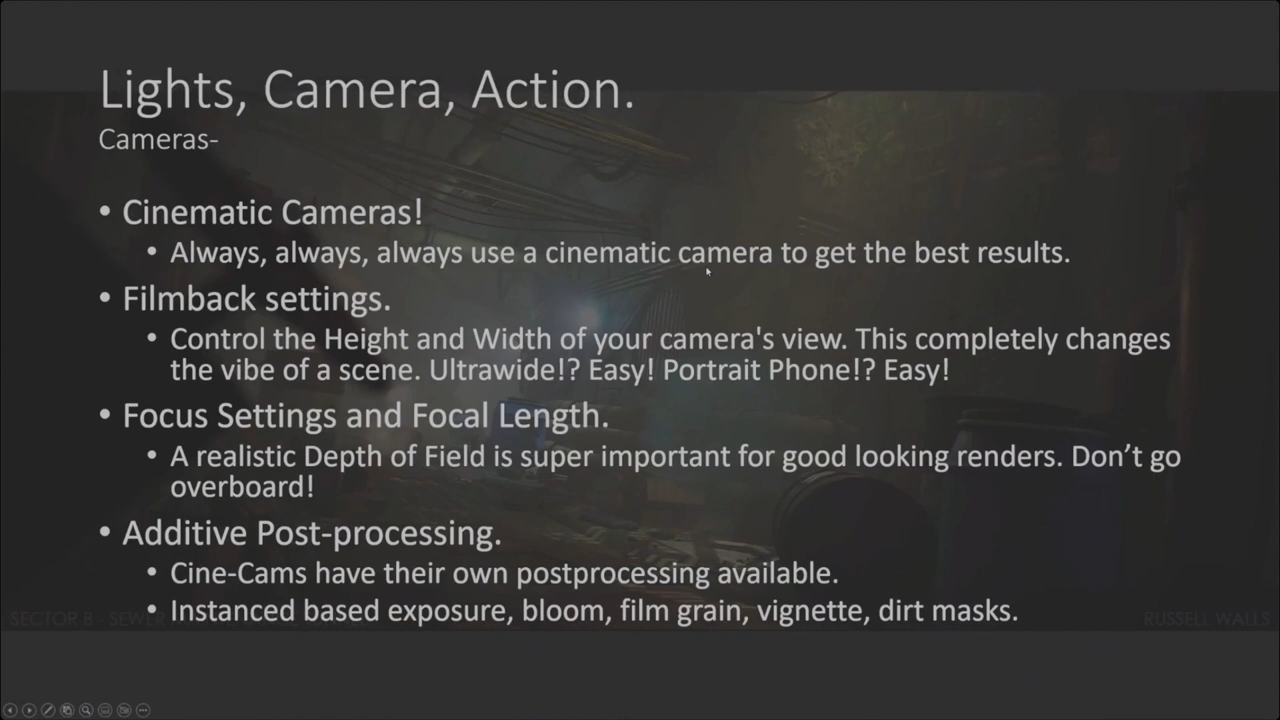 Lights, Camera, Action.
Cameras-
• Cinematic Cameras!
• Always, always, always use a cinematic camera to get the best results.
• Filmback settings.
• Control the Height and Width of your camera's view. This completely changes
the vibe of a scene. Ultrawide!? Easy! Portrait Phone!? Easy!
• Focus Settings and Focal Length.
• A realistic Depth of Field is super important for good looking renders. Don’t go
overboard!
• Additive Post-processing.
• Cine-Cams have their own postprocessing available.
• Instanced based exposure, bloom, film grain, vignette, dirt masks.
SECTOR B - SEWER
RUSSELL WALLS